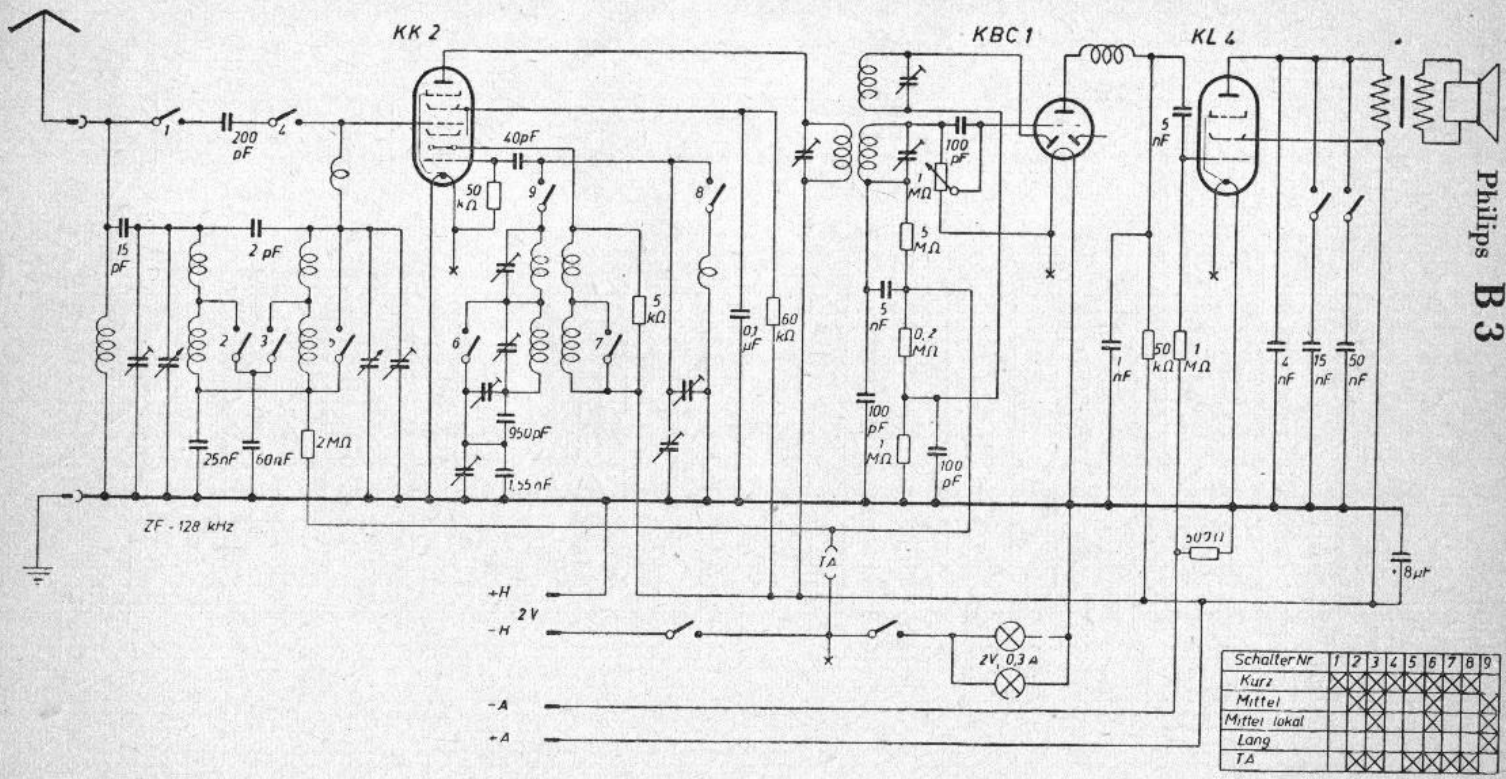 KK 2
KBC 1
KL 4
Philips B 3
1
200
pF
4
40pF
50
kΩ
9
8
100
pF
1
MΩ
5
nF
15
pF
2 pF
2
3
5
6
7
5
kΩ
0,1
µF
60
kΩ
5
MΩ
5
nF
0,2
MΩ
100
pF
1
MΩ
100
pF
1
nF
50
kΩ
1
MΩ
4
nF
15
nF
50
nF
25nF
60nF
2MΩ
950pF
1,55nF
ZF - 128 kHz
TA
8µF
+H
2V
-H
2V, 0,3 A
-A
+A
Schalter Nr 1 2 3 4 5 6 7 8 9
Kurz
Mittel
Mittel lokal
Lang
TA